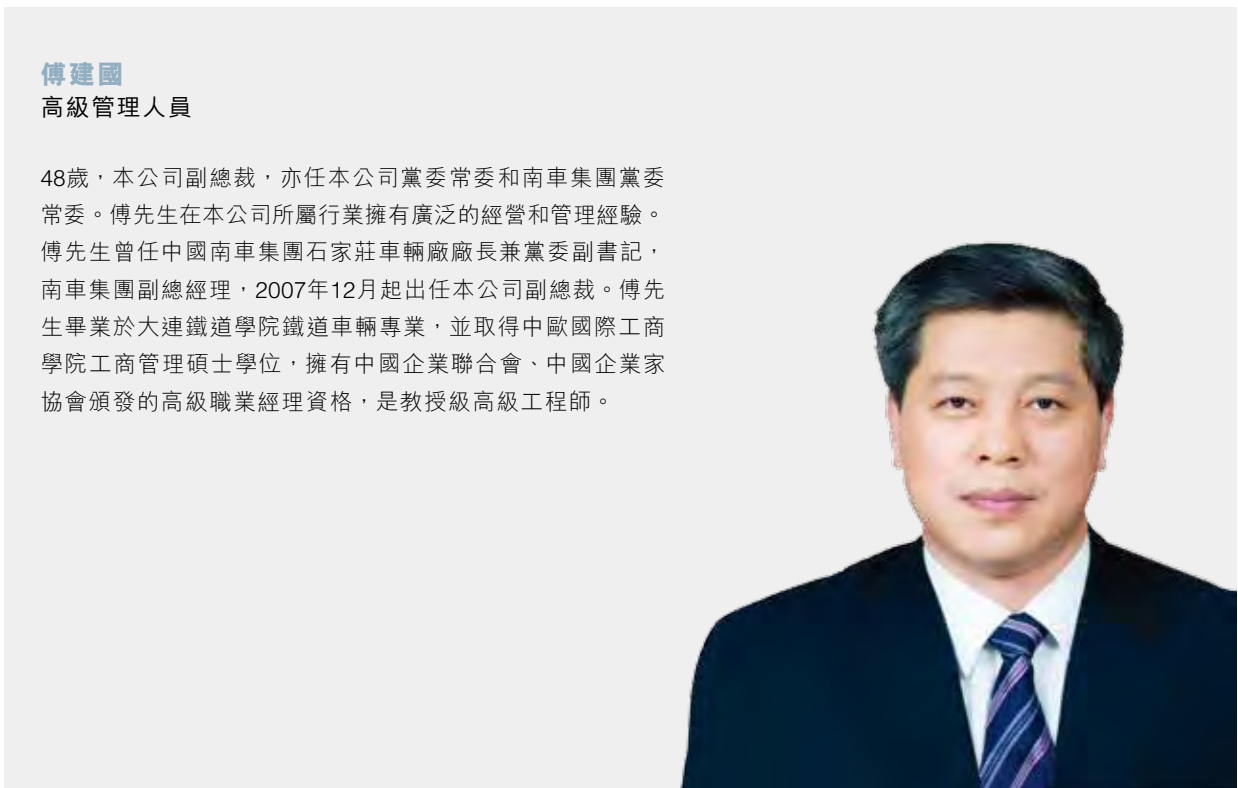 傅建國
高級管理人員
48歲，本公司副總裁，亦任本公司黨委常委和南車集團黨委
常委。傅先生在本公司所屬行業擁有廣泛的經營和管理經驗。
傅先生曾任中國南車集團石家莊車輛廠廠長兼黨委副書記，
南車集團副總經理，2007年12月起出任本公司副總裁。傅先
生畢業於大連鐵道學院鐵道車輛專業，並取得中歐國際工商
學院工商管理碩士學位，擁有中國企業聯合會、中國企業家
協會頒發的高級職業經理資格，是教授級高級工程師。